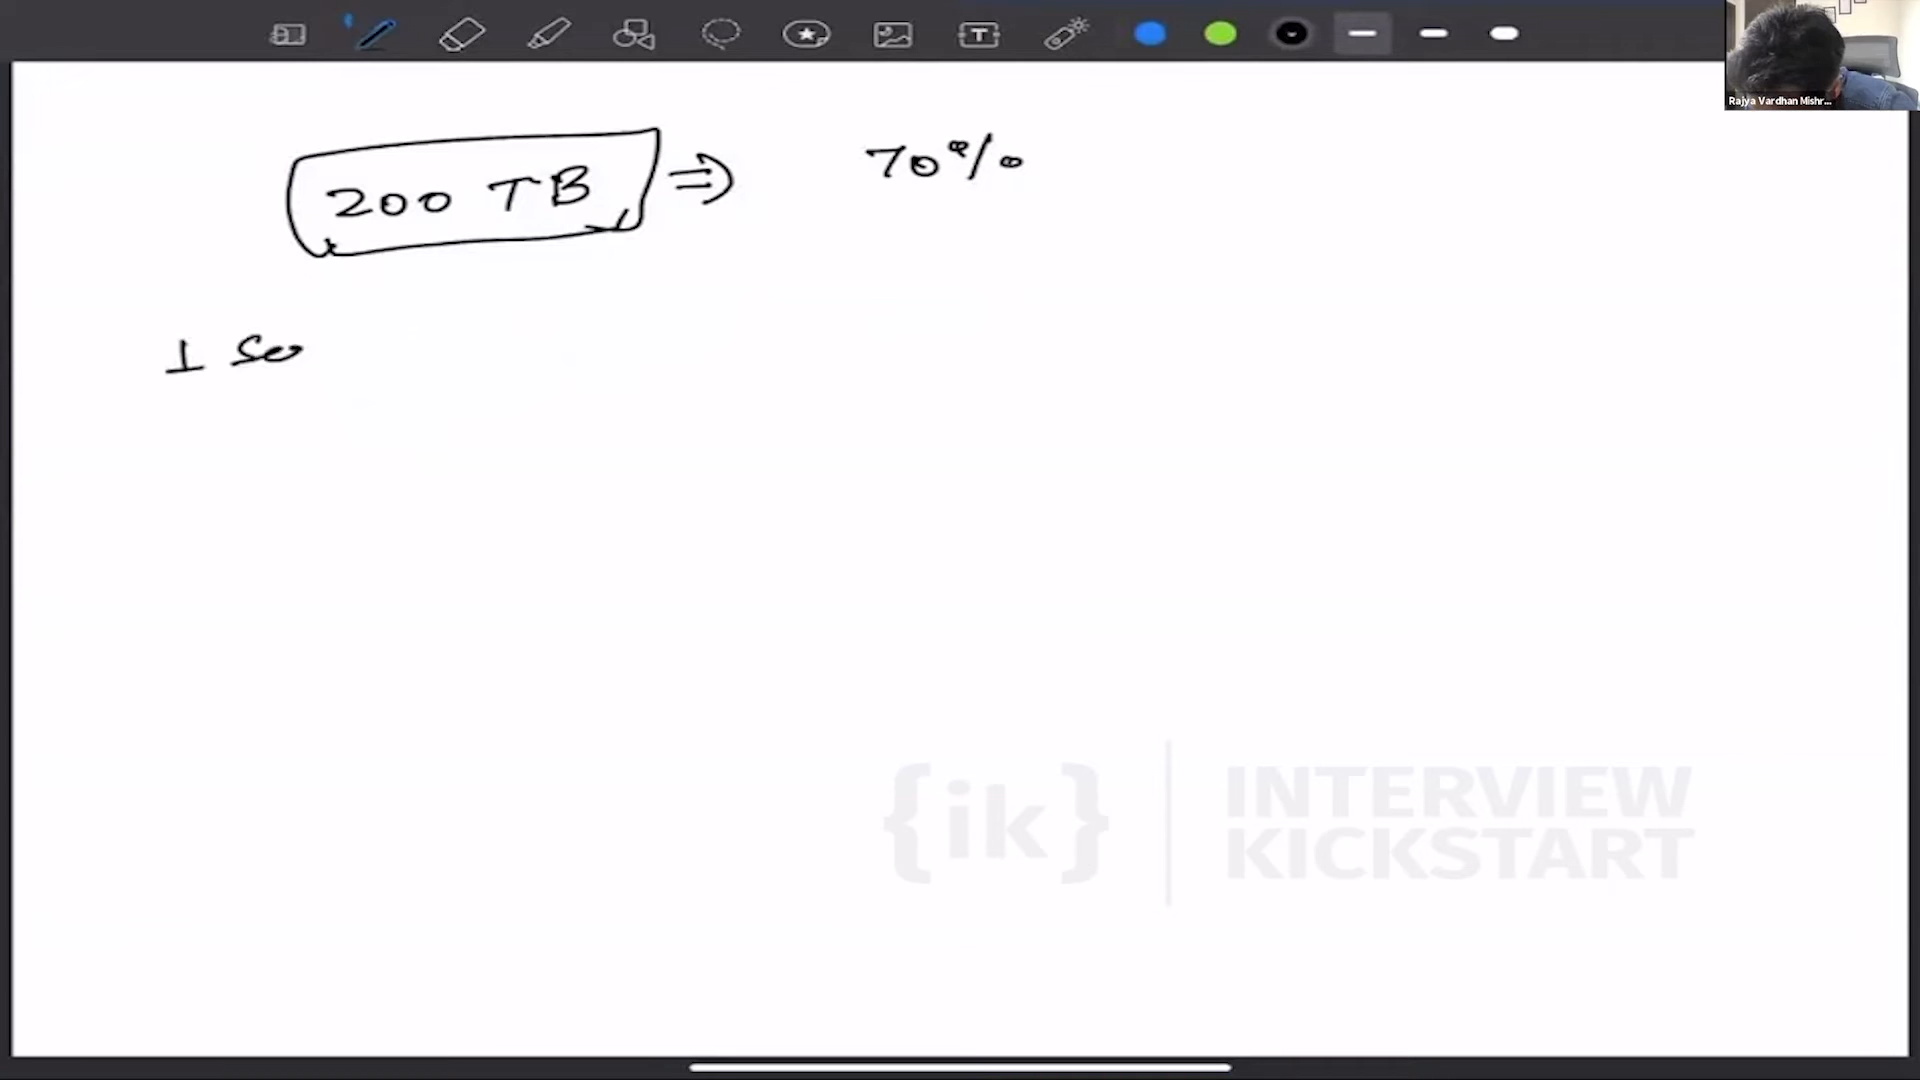 Rajya Vardhan Mishr...
200 TB ⇒ 70%
1 Se
{ik} INTERVIEW
KICKSTART